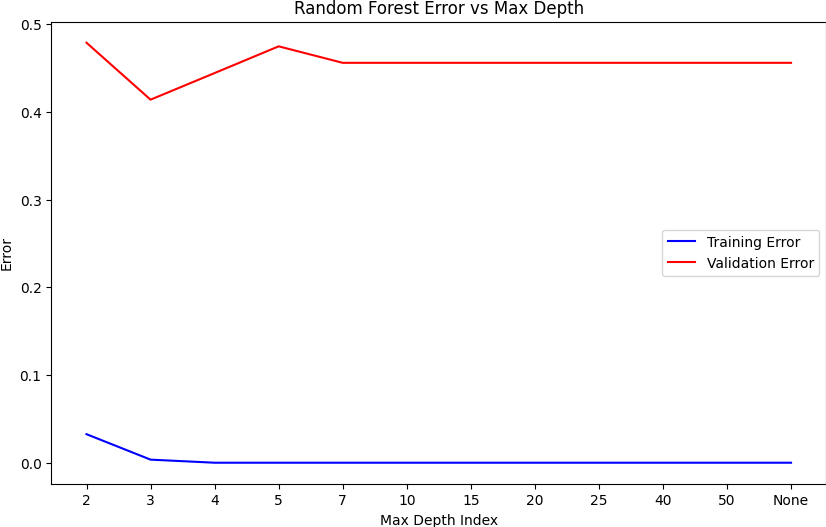 Random Forest Error vs Max Depth
0.5
0.4
0.3
0.2
0.1
0.0
Error
Training Error
Validation Error
2 3 4 5 7 10 15 20 25 40 50 None
Max Depth Index